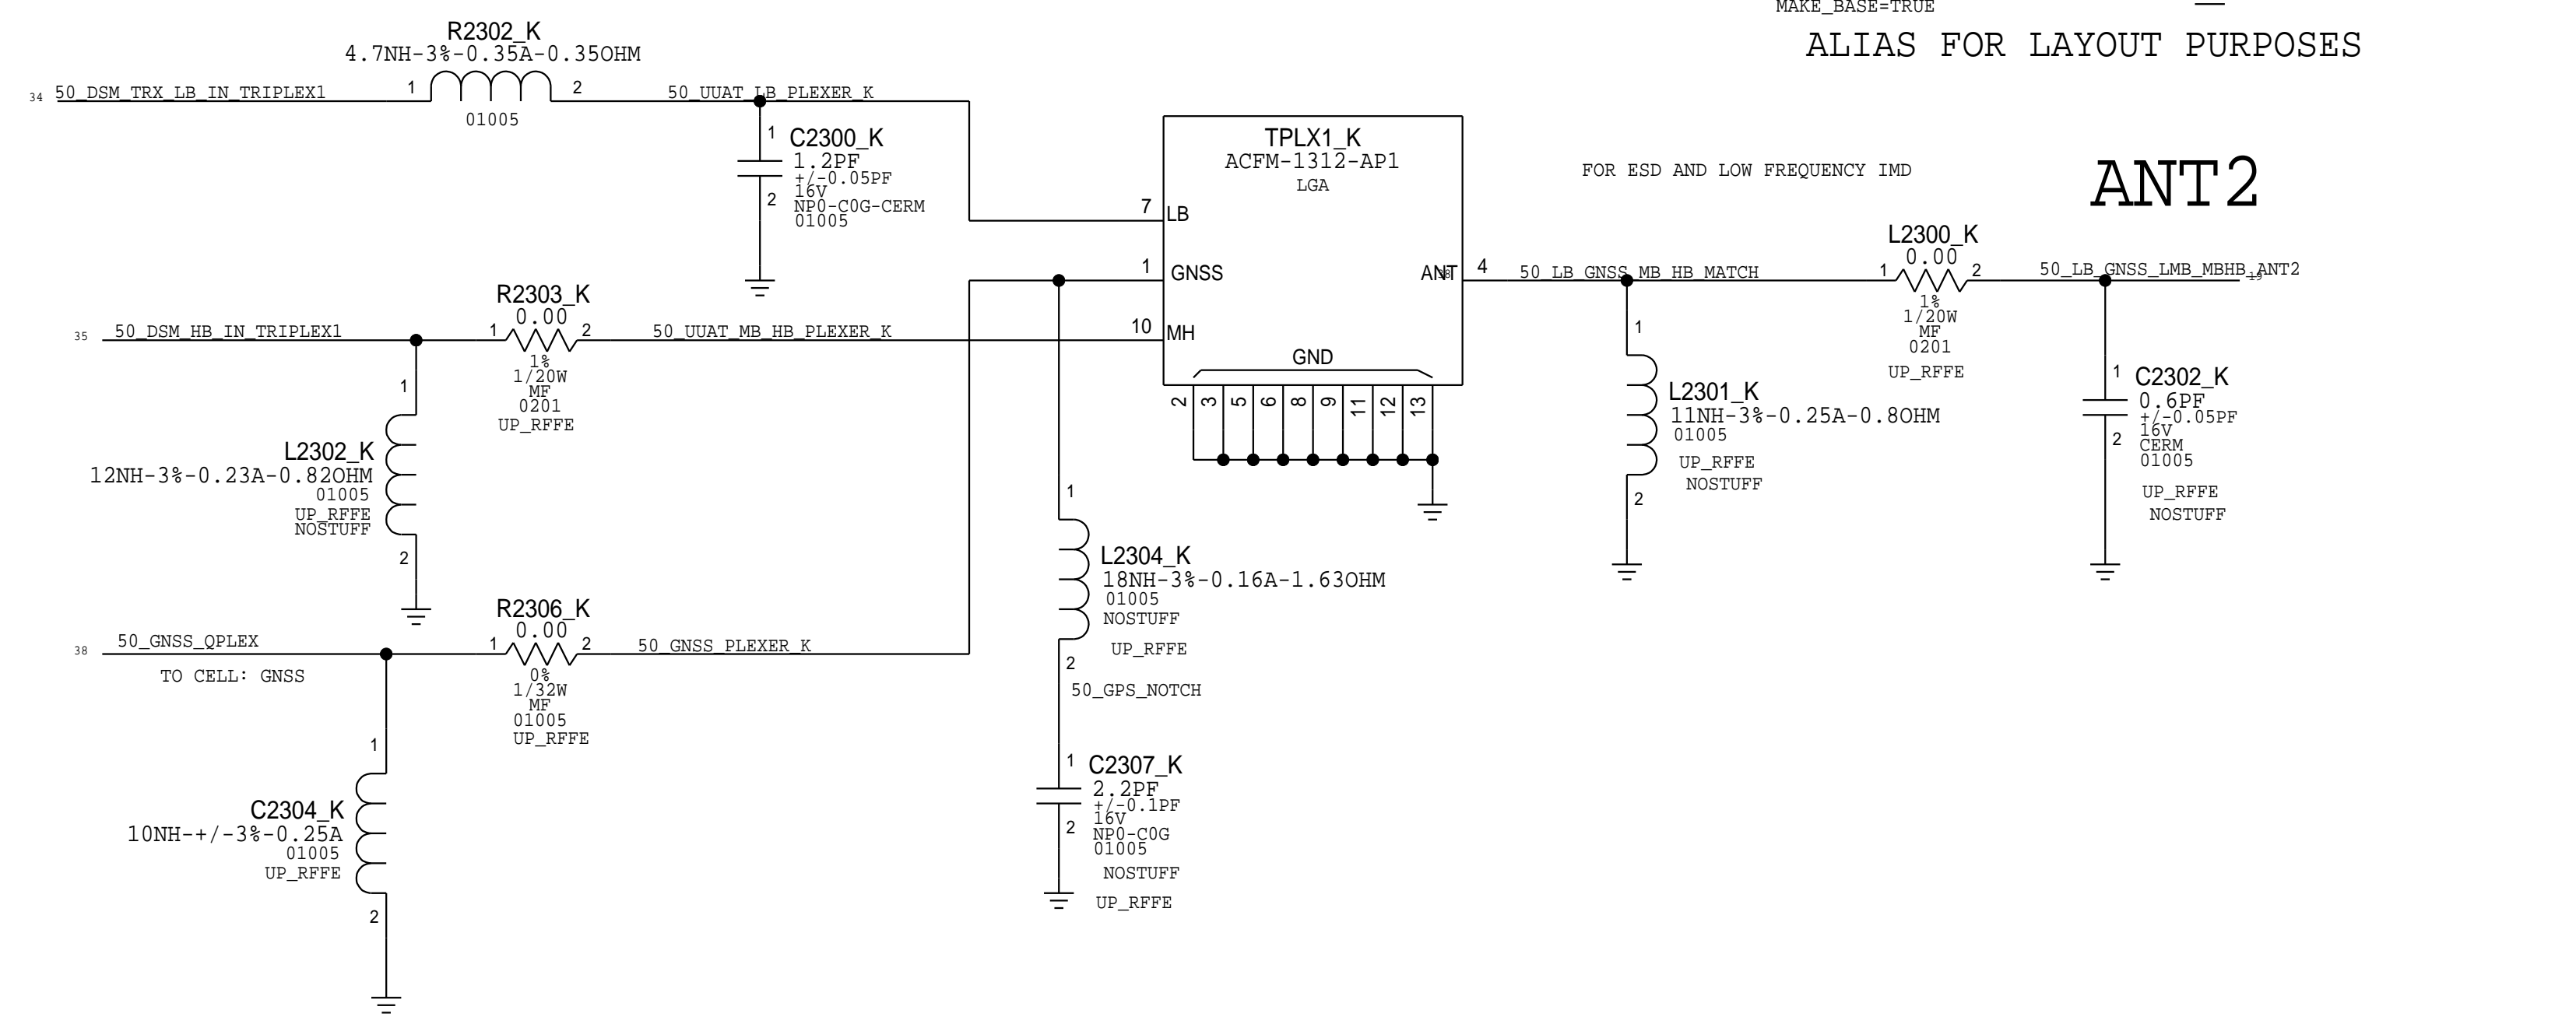 MAKE_BASE=TRUE
ALIAS FOR LAYOUT PURPOSES
R2302_K
4.7NH-3%-0.35A-0.35OHM
34 50_DSM_TRX_LB_IN_TRIPLEX1 1 2 50_UUAT_LB_PLEXER_K
01005
1 C2300_K
1.2PF
+/-0.05PF
16V
2 NP0-C0G-CERM
01005
TPLX1_K
ACFM-1312-AP1
LGA
7 LB
1 GNSS
10 MH
ANT 4
GND
2 3 5 6 8 9 11 12 13
FOR ESD AND LOW FREQUENCY IMD
ANT2
50_LB_GNSS_MB_HB_MATCH
L2300_K
0.00
1 2
1%
1/20W
MF
0201
UP_RFFE
50_LB_GNSS_LMB_MBHB_ANT2 19
1
L2301_K
11NH-3%-0.25A-0.8OHM
01005
UP_RFFE
2 NOSTUFF
1 C2302_K
0.6PF
+/-0.05PF
16V
2 CERM
01005
UP_RFFE
NOSTUFF
R2303_K
0.00
35 50_DSM_HB_IN_TRIPLEX1 1 2 50_UUAT_MB_HB_PLEXER_K
1%
1/20W
MF
0201
UP_RFFE
1
L2302_K
12NH-3%-0.23A-0.82OHM
01005
UP_RFFE
NOSTUFF
2
R2306_K
0.00
38 50_GNSS_QPLEX 1 2 50_GNSS_PLEXER_K
TO CELL: GNSS
0%
1/32W
MF
01005
UP_RFFE
1
L2304_K
18NH-3%-0.16A-1.63OHM
01005
NOSTUFF
UP_RFFE
2
50_GPS_NOTCH
1 C2307_K
2.2PF
+/-0.1PF
16V
2 NP0-C0G
01005
NOSTUFF
UP_RFFE
1
C2304_K
10NH-+/-3%-0.25A
01005
UP_RFFE
2